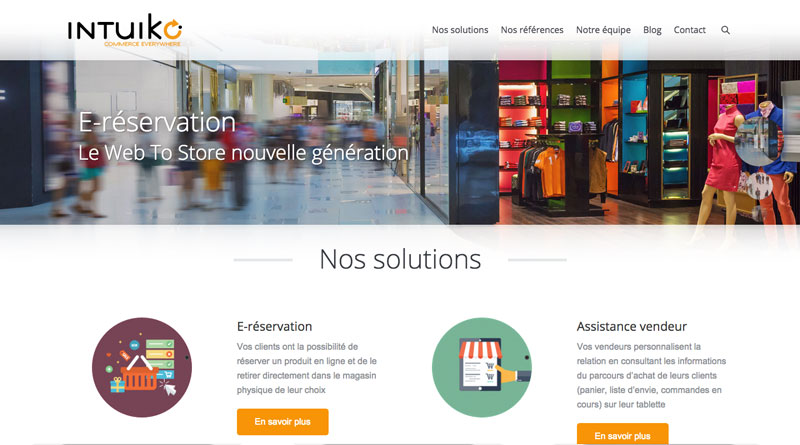 INTUIKO
COMMERCE EVERYWHERE
Nos solutions Nos références Notre équipe Blog Contact
E-réservation
Le Web To Store nouvelle génération
Nos solutions
E-réservation
Vos clients ont la possibilité de
réserver un produit en ligne et de le
retirer directement dans le magasin
physique de leur choix
En savoir plus
Assistance vendeur
Vos vendeurs personnalisent la
relation en consultant les informations
du parcours d'achat de leurs clients
(panier, liste d'envie, commandes en
cours) sur leur tablette
En savoir plus